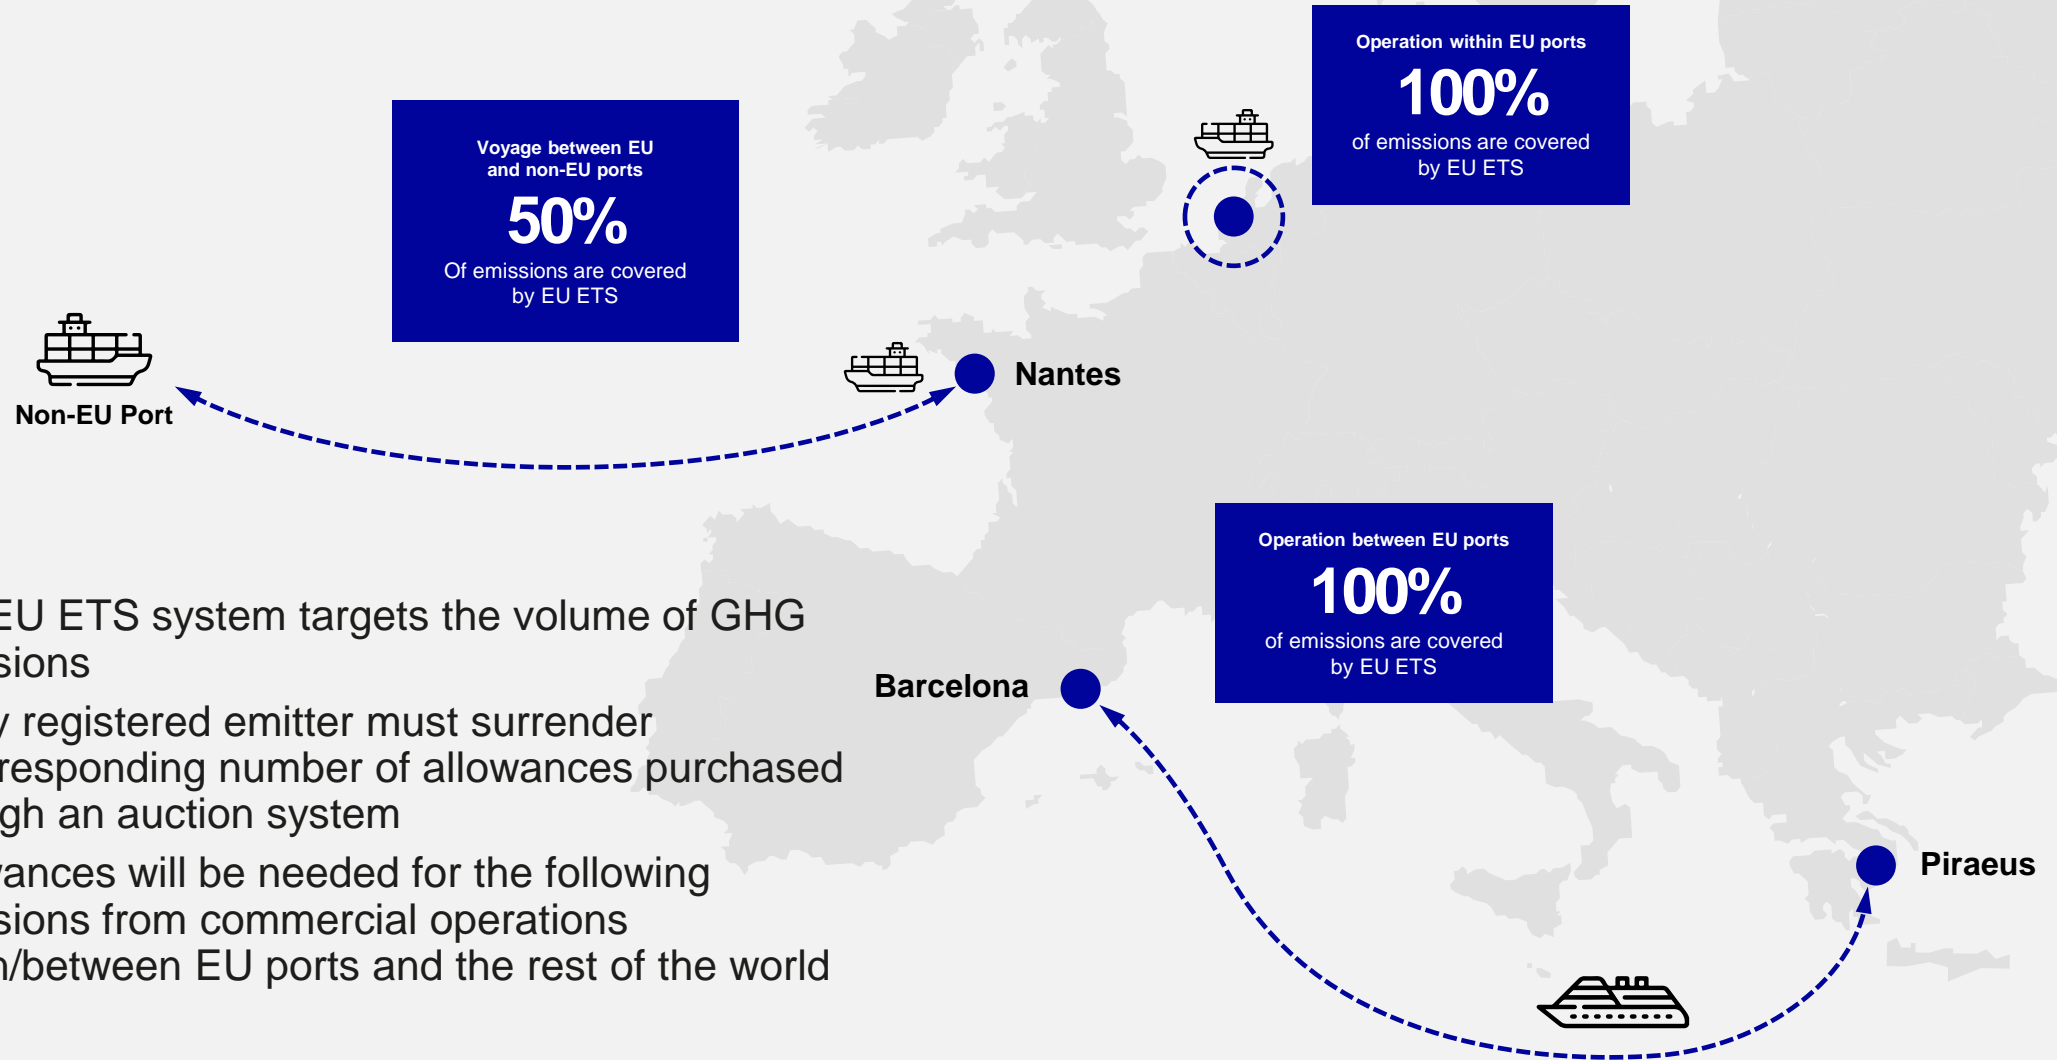 Operation within EU ports
100%
of emissions are covered
by EU ETS
Voyage between EU
and non-EU ports
50%
Of emissions are covered
by EU ETS
Non-EU Port
Nantes
Operation between EU ports
100%
of emissions are covered
by EU ETS
EU ETS system targets the volume of GHG
sions
y registered emitter must surrender
responding number of allowances purchased
gh an auction system
vances will be needed for the following
sions from commercial operations
n/between EU ports and the rest of the world
Barcelona
Piraeus